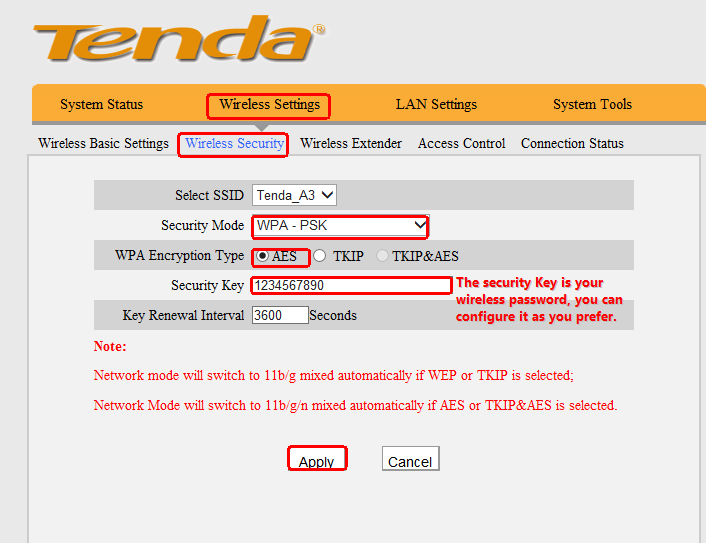 Tenda®
System Status Wireless Settings LAN Settings System Tools
Wireless Basic Settings Wireless Security Wireless Extender Access Control Connection Status
Select SSID Tenda_A3
Security Mode WPA - PSK
WPA Encryption Type AES TKIP TKIP&AES
Security Key 1234567890
The security Key is your
wireless password, you can
configure it as you prefer.
Key Renewal Interval 3600 Seconds
Note:
Network mode will switch to 11b/g mixed automatically if WEP or TKIP is selected;
Network Mode will switch to 11b/g/n mixed automatically if AES or TKIP&AES is selected.
Apply Cancel